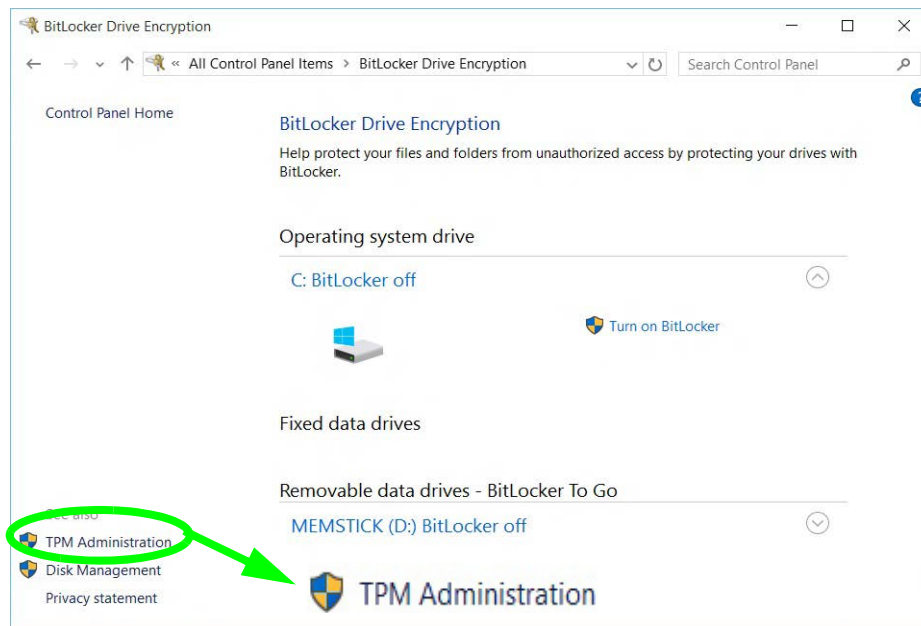 BitLocker Drive Encryption
« All Control Panel Items > BitLocker Drive Encryption
Search Control Panel
Control Panel Home
?
BitLocker Drive Encryption
Help protect your files and folders from unauthorized access by protecting your drives with
BitLocker.
Operating system drive
C: BitLocker off
Turn on BitLocker
Fixed data drives
Removable data drives - BitLocker To Go
MEMSTICK (D:) BitLocker off
See also
TPM Administration
Disk Management
Privacy statement
TPM Administration